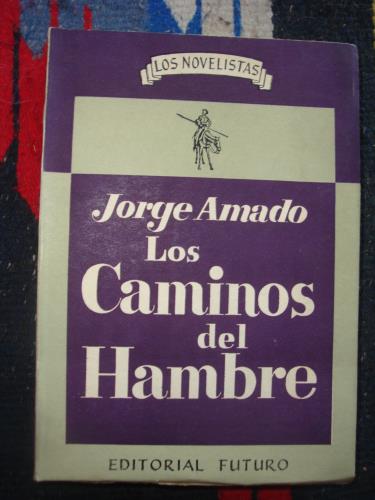 LOS NOVELISTAS
Jorge Amado
Los
Caminos
del
Hambre
EDITORIAL FUTURO